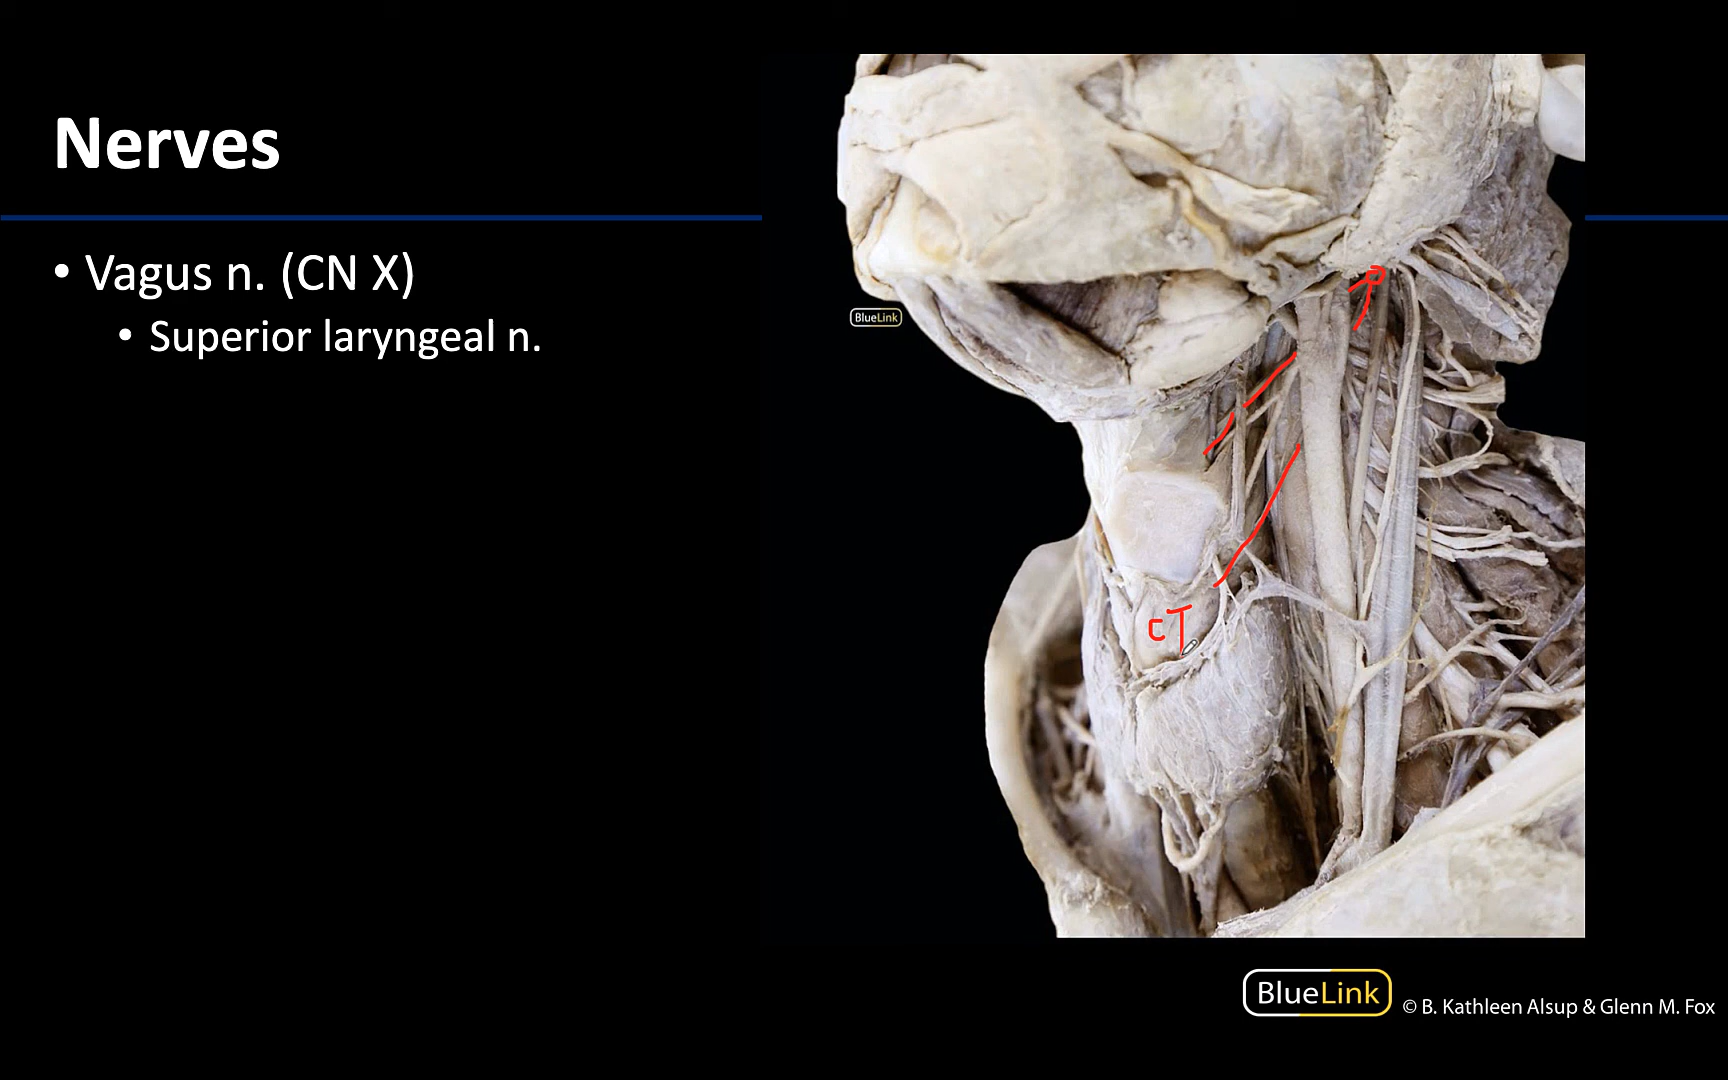 Nerves
• Vagus n. (CN X)
• Superior laryngeal n.
BlueLink
CT
BlueLink
© B. Kathleen Alsup & Glenn M. Fox